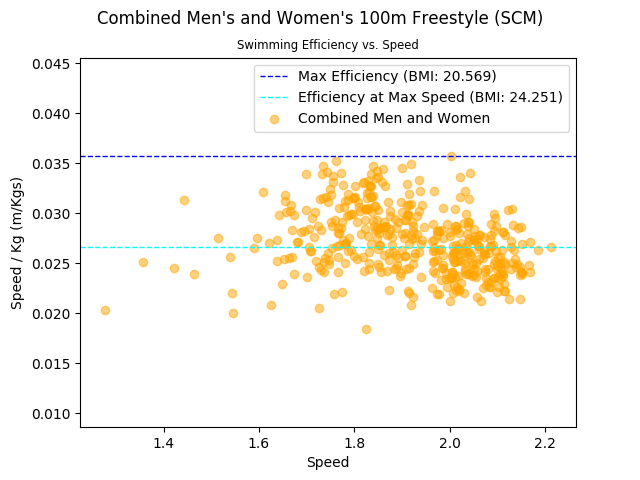 Combined Men's and Women's 100m Freestyle (SCM)
Swimming Efficiency vs. Speed
Max Efficiency (BMI: 20.569)
Efficiency at Max Speed (BMI: 24.251)
Combined Men and Women
Speed / Kg (m/Kgs)
0.045
0.040
0.035
0.030
0.025
0.020
0.015
0.010
1.4 1.6 1.8 2.0 2.2
Speed